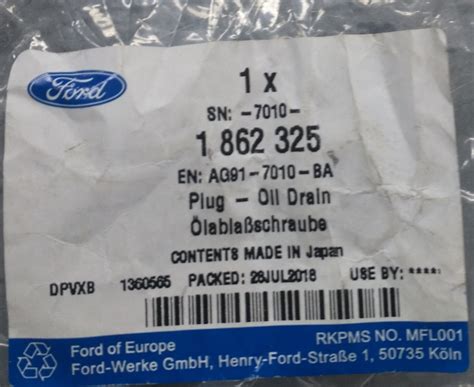 Ford
1 x
SN: -7010-
1 862 325
EN: AG91-7010-BA
Plug - Oil Drain
Ölablaßschraube
CONTENTS MADE IN Japan
DPVXB 1360565 PACKED: 26JUL2018 USE BY: ****
RKPMS NO. MFL001
Ford of Europe
Ford-Werke GmbH, Henry-Ford-Straße 1, 50735 Köln